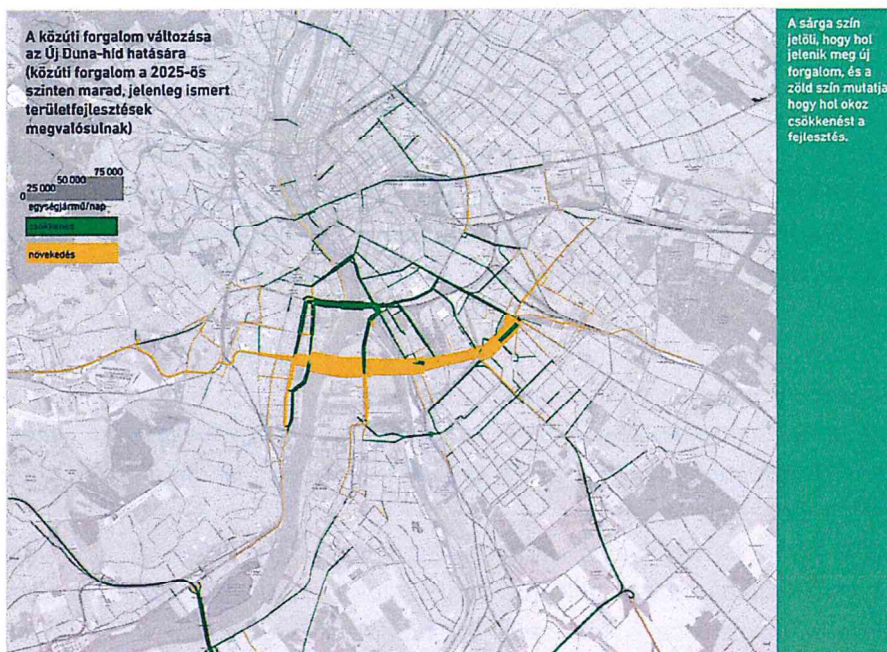 A közúti forgalom változása
az Új Duna-híd hatására
(közúti forgalom a 2025-ös
szinten marad, jelenleg ismert
területfejlesztések
megvalósulnak)
0 25 000 50 000 75 000
egységjármű/nap
csökkenés
növekedés
A sárga szín
jelöli, hogy hol
jelenik meg új
forgalom, és a
zöld szín mutatja,
hogy hol okoz
csökkenést a
fejlesztés.